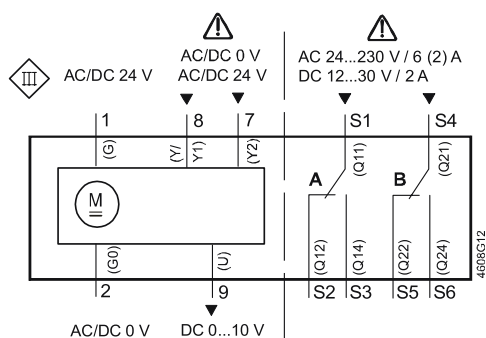 AC/DC 0 V
AC 24...230 V / 6 (2) A
III
AC/DC 24 V
AC/DC 24 V
DC 12...30 V / 2 A
1
8
7
S1
S4
(G)
(Y/
Y1)
(Y2)
(Q11)
(Q21)
A
B
M
(G0)
(U)
(Q12)
(Q14)
(Q22)
(Q24)
2
9
S2
S3
S5
S6
AC/DC 0 V
DC 0...10 V
4608G12